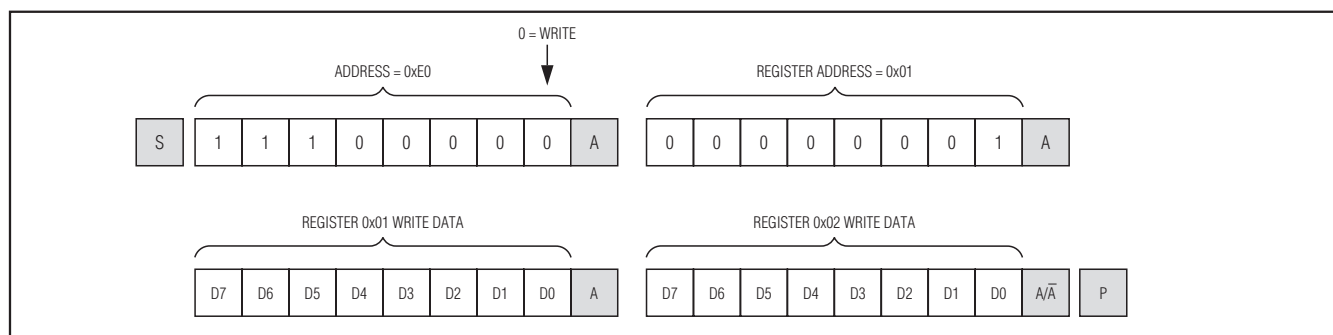 0 = WRITE
ADDRESS = 0xE0 REGISTER ADDRESS = 0x01
S 1 1 1 0 0 0 0 0 A 0 0 0 0 0 0 0 1 A
REGISTER 0x01 WRITE DATA REGISTER 0x02 WRITE DATA
D7 D6 D5 D4 D3 D2 D1 D0 A D7 D6 D5 D4 D3 D2 D1 D0 A/A̅ P